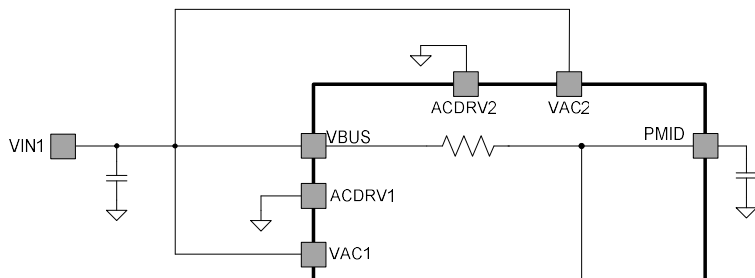 ACDRV2
VAC2
VIN1
VBUS
PMID
ACDRV1
VAC1